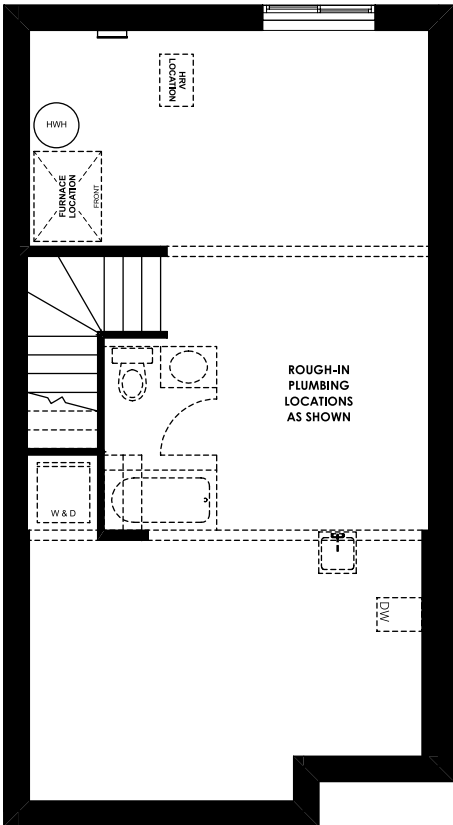 HRV
LOCATION
HWH
FURNACE
LOCATION
FRONT
ROUGH-IN
PLUMBING
LOCATIONS
AS SHOWN
W & D
DW